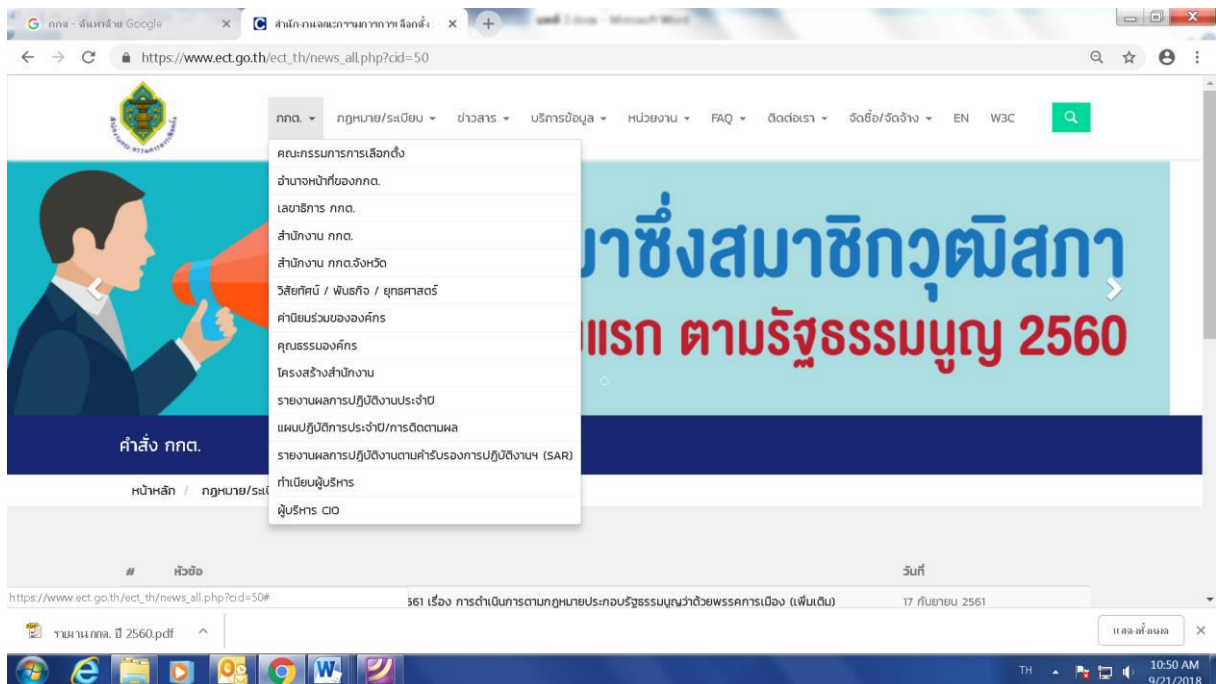 กกต - ค้นหาด้วย Google
สำนักงานคณะกรรมการการเลือกตั้ง :
บทที่ 3.docx - Microsoft Word
https://www.ect.go.th/ect_th/news_all.php?cid=50
กกต. กฎหมาย/ระเบียบ ข่าวสาร บริการข้อมูล หน่วยงาน FAQ ติดต่อเรา จัดซื้อ/จัดจ้าง EN W3C
คณะกรรมการการเลือกตั้ง
อำนาจหน้าที่ของกกต.
เลขาธิการ กกต.
สำนักงาน กกต.
สำนักงาน กกต.จังหวัด
วิสัยทัศน์ / พันธกิจ / ยุทธศาสตร์
ค่านิยมร่วมขององค์กร
คุณธรรมองค์กร
โครงสร้างสำนักงาน
รายงานผลการปฏิบัติงานประจำปี
แผนปฏิบัติการประจำปี/การติดตามผล
รายงานผลการปฏิบัติงานตามคำรับรองการปฏิบัติงานฯ (SAR)
ทำเนียบผู้บริหาร
ผู้บริหาร CIO
มาซึ่งสมาชิกวุฒิสภา
แรก ตามรัฐธรรมนูญ 2560
คำสั่ง กกต.
หน้าหลัก / กฎหมาย/ระเบี
# หัวข้อ วันที่
561 เรื่อง การดำเนินการตามกฎหมายประกอบรัฐธรรมนูญว่าด้วยพรรคการเมือง (เพิ่มเติม) 17 กันยายน 2561
https://www.ect.go.th/ect_th/news_all.php?cid=50#
รายงาน กกต. ปี 2560.pdf
แสดงทั้งหมด
TH
10:50 AM
9/21/2018